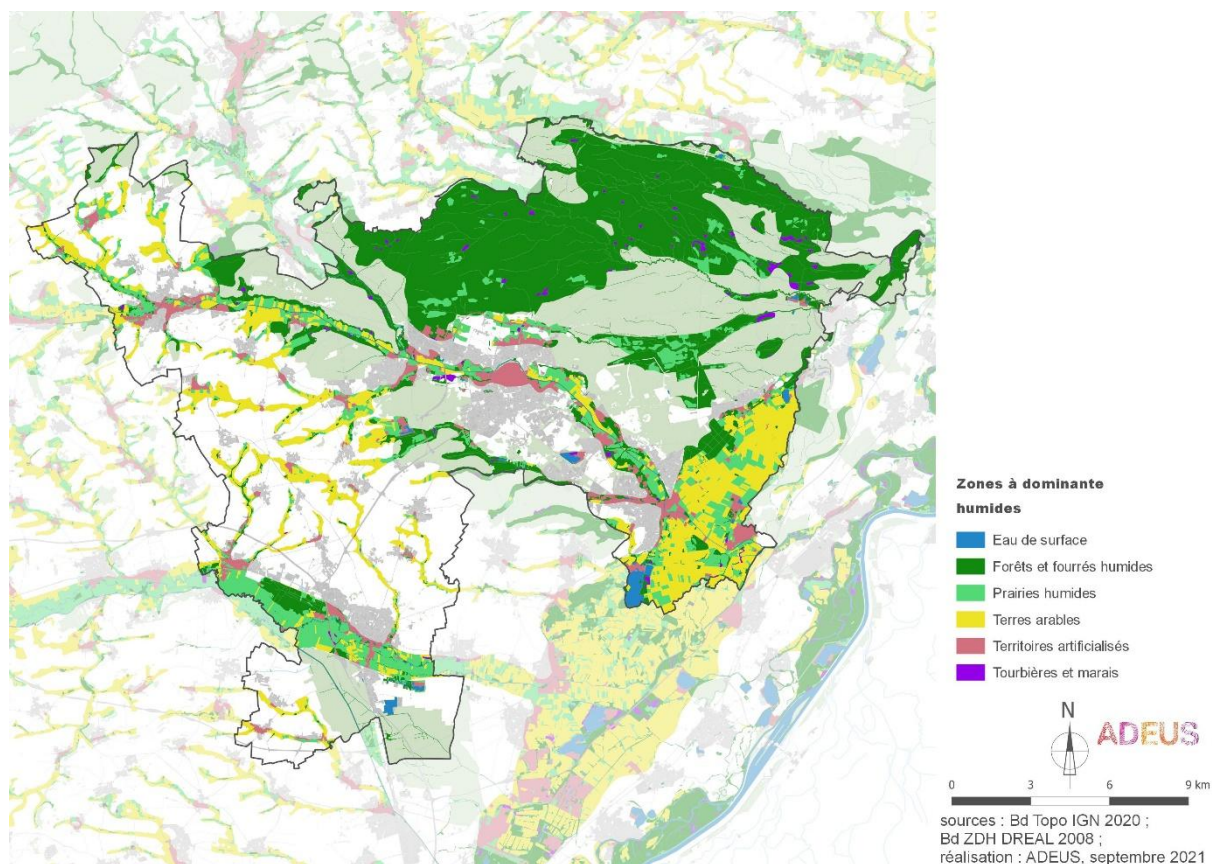 Zones à dominante
humides
Eau de surface
Forêts et fourrés humides
Prairies humides
Terres arables
Territoires artificialisés
Tourbières et marais
N
ADEUS
0 3 6 9 km
sources : Bd Topo IGN 2020 ;
Bd ZDH DREAL 2008 ;
réalisation : ADEUS, septembre 2021